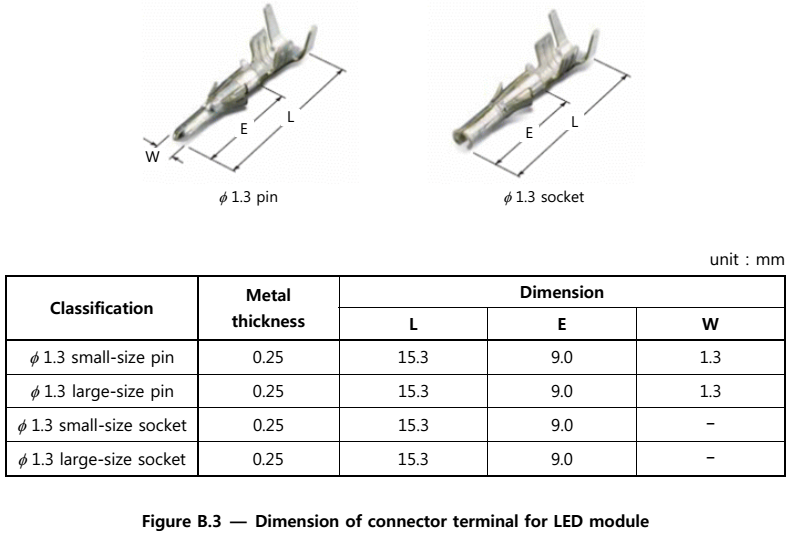 W
E
L
E
L
ϕ 1.3 pin
ϕ 1.3 socket
unit : mm
Classification
Metal
thickness
Dimension
L
E
W
ϕ 1.3 small-size pin
0.25
15.3
9.0
1.3
ϕ 1.3 large-size pin
0.25
15.3
9.0
1.3
ϕ 1.3 small-size socket
0.25
15.3
9.0
–
ϕ 1.3 large-size socket
0.25
15.3
9.0
–
Figure B.3 — Dimension of connector terminal for LED module